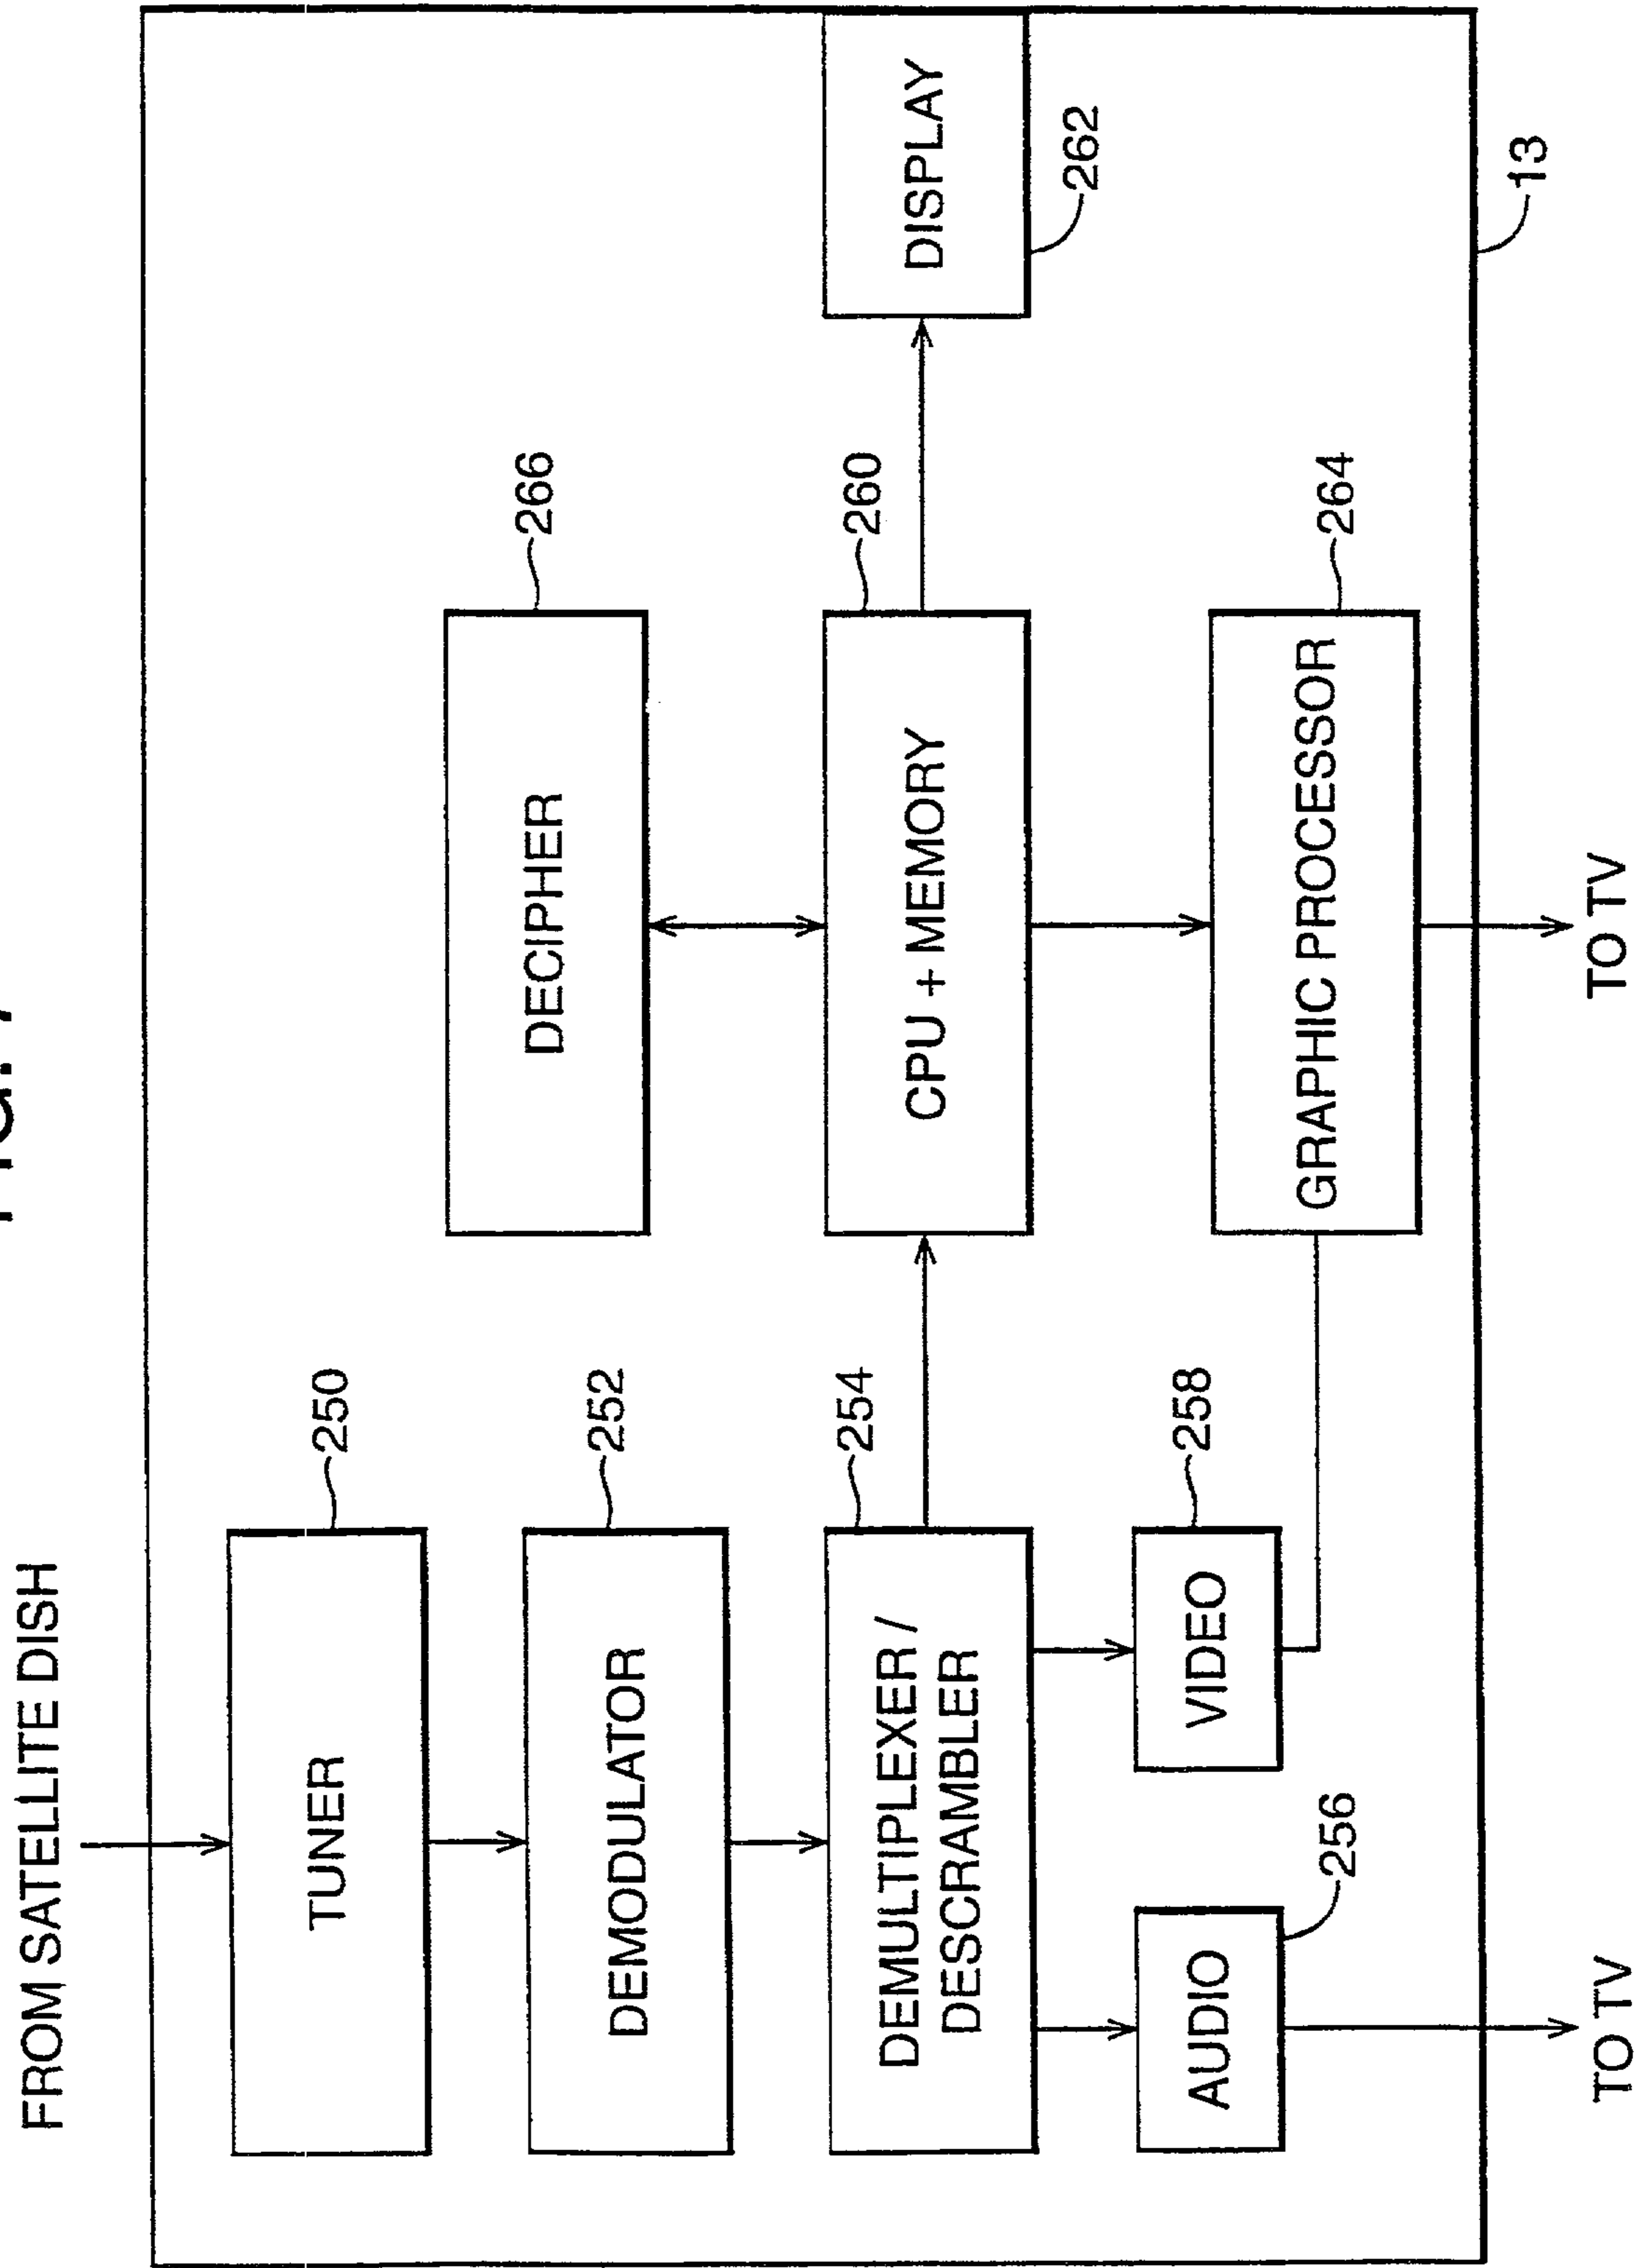 FROM SATELLITE DISH
TUNER
250
DEMODULATOR
252
DEMULTIPLEXER /
DESCRAMBLER
254
AUDIO
256
VIDEO
258
DECIPHER
266
CPU + MEMORY
260
GRAPHIC PROCESSOR
264
DISPLAY
262
13
TO TV
TO TV